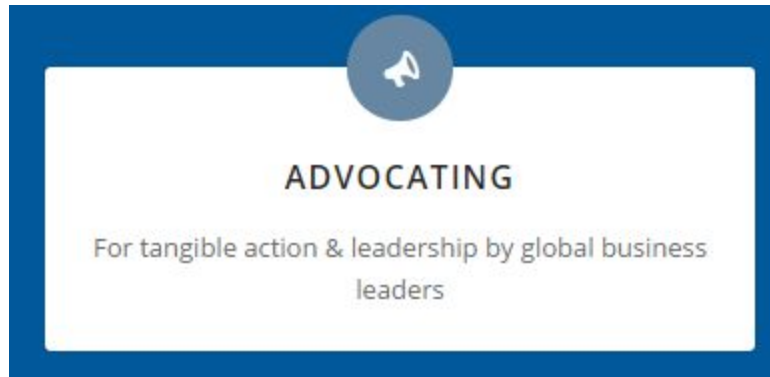 ADVOCATING
For tangible action & leadership by global business
leaders